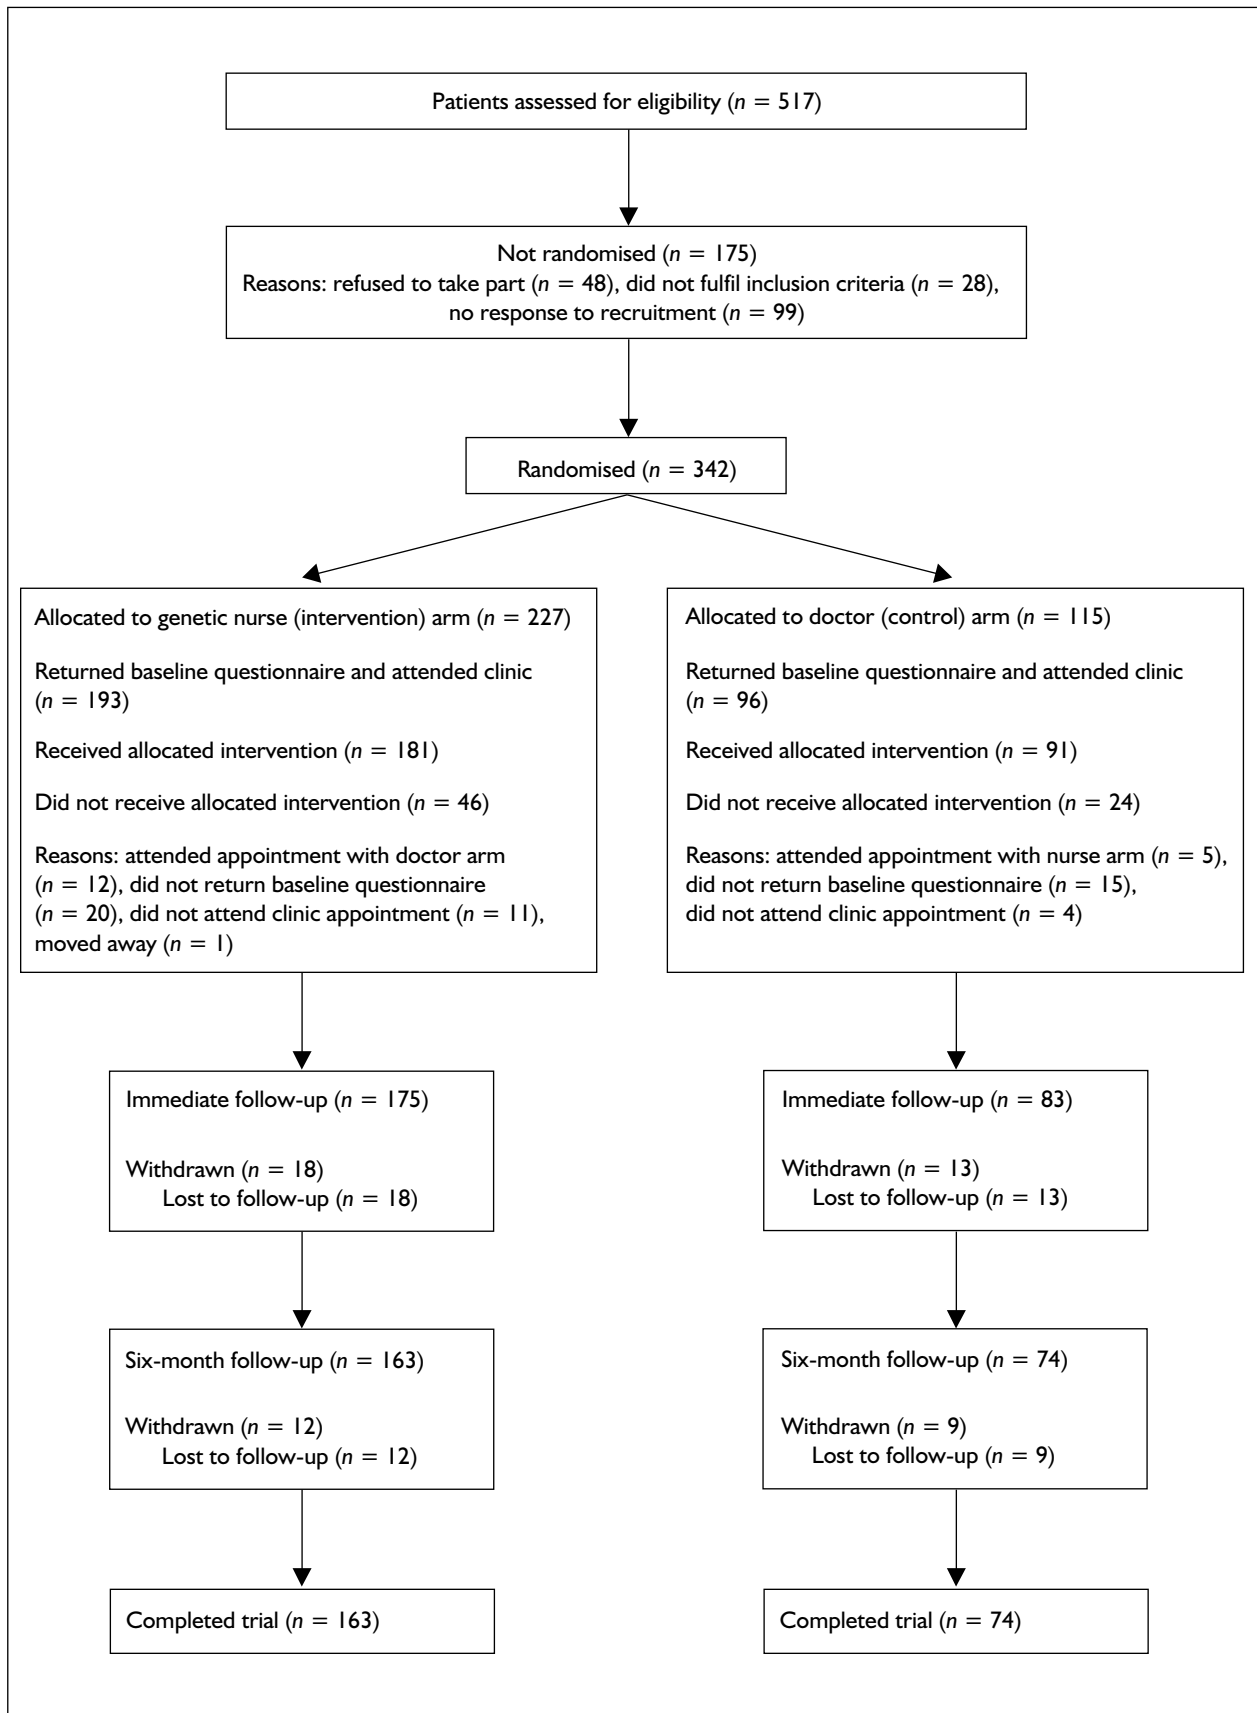 Patients assessed for eligibility (n = 517)
Not randomised (n = 175)
Reasons: refused to take part (n = 48), did not fulfil inclusion criteria (n = 28),
no response to recruitment (n = 99)
Randomised (n = 342)
Allocated to genetic nurse (intervention) arm (n = 227)
Returned baseline questionnaire and attended clinic
(n = 193)
Received allocated intervention (n = 181)
Did not receive allocated intervention (n = 46)
Reasons: attended appointment with doctor arm
(n = 12), did not return baseline questionnaire
(n = 20), did not attend clinic appointment (n = 11),
moved away (n = 1)
Allocated to doctor (control) arm (n = 115)
Returned baseline questionnaire and attended clinic
(n = 96)
Received allocated intervention (n = 91)
Did not receive allocated intervention (n = 24)
Reasons: attended appointment with nurse arm (n = 5),
did not return baseline questionnaire (n = 15),
did not attend clinic appointment (n = 4)
Immediate follow-up (n = 175)
Withdrawn (n = 18)
Lost to follow-up (n = 18)
Immediate follow-up (n = 83)
Withdrawn (n = 13)
Lost to follow-up (n = 13)
Six-month follow-up (n = 163)
Withdrawn (n = 12)
Lost to follow-up (n = 12)
Six-month follow-up (n = 74)
Withdrawn (n = 9)
Lost to follow-up (n = 9)
Completed trial (n = 163)
Completed trial (n = 74)